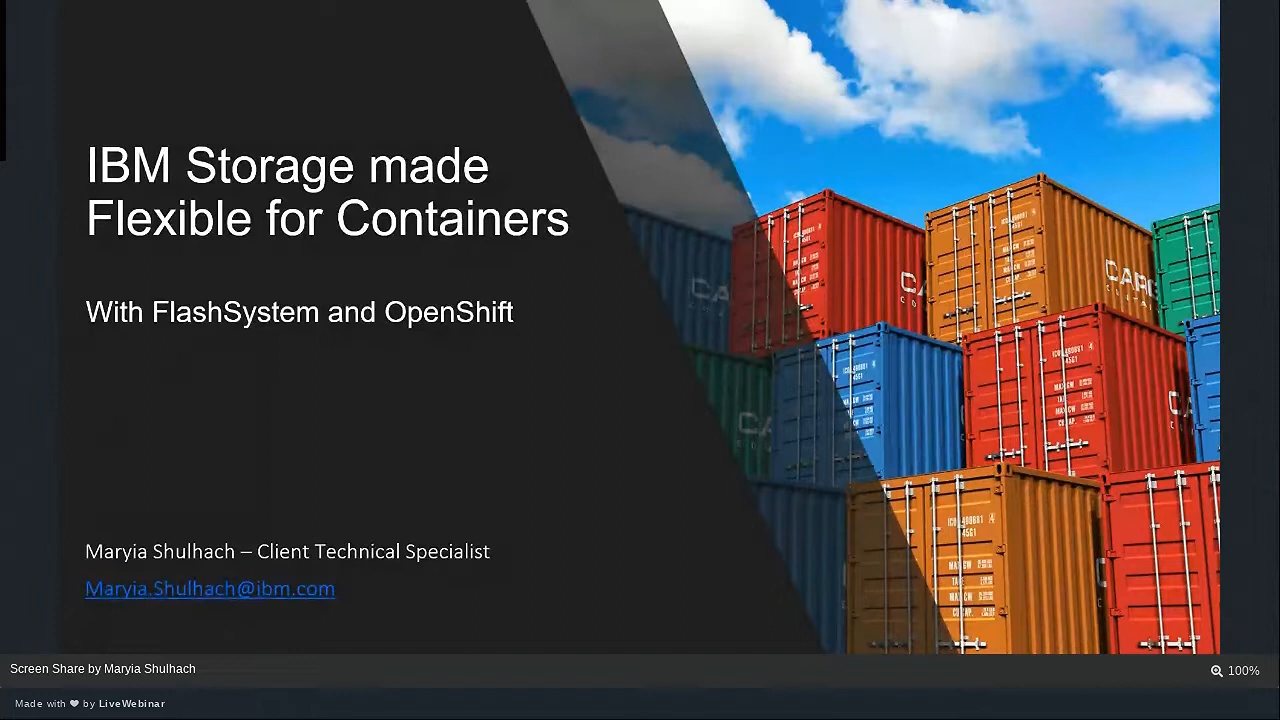 IBM Storage made
Flexible for Containers
With FlashSystem and OpenShift
Maryia Shulhach – Client Technical Specialist
Maryia.Shulhach@ibm.com
Screen Share by Maryia Shulhach
100%
Made with ❤ by LiveWebinar